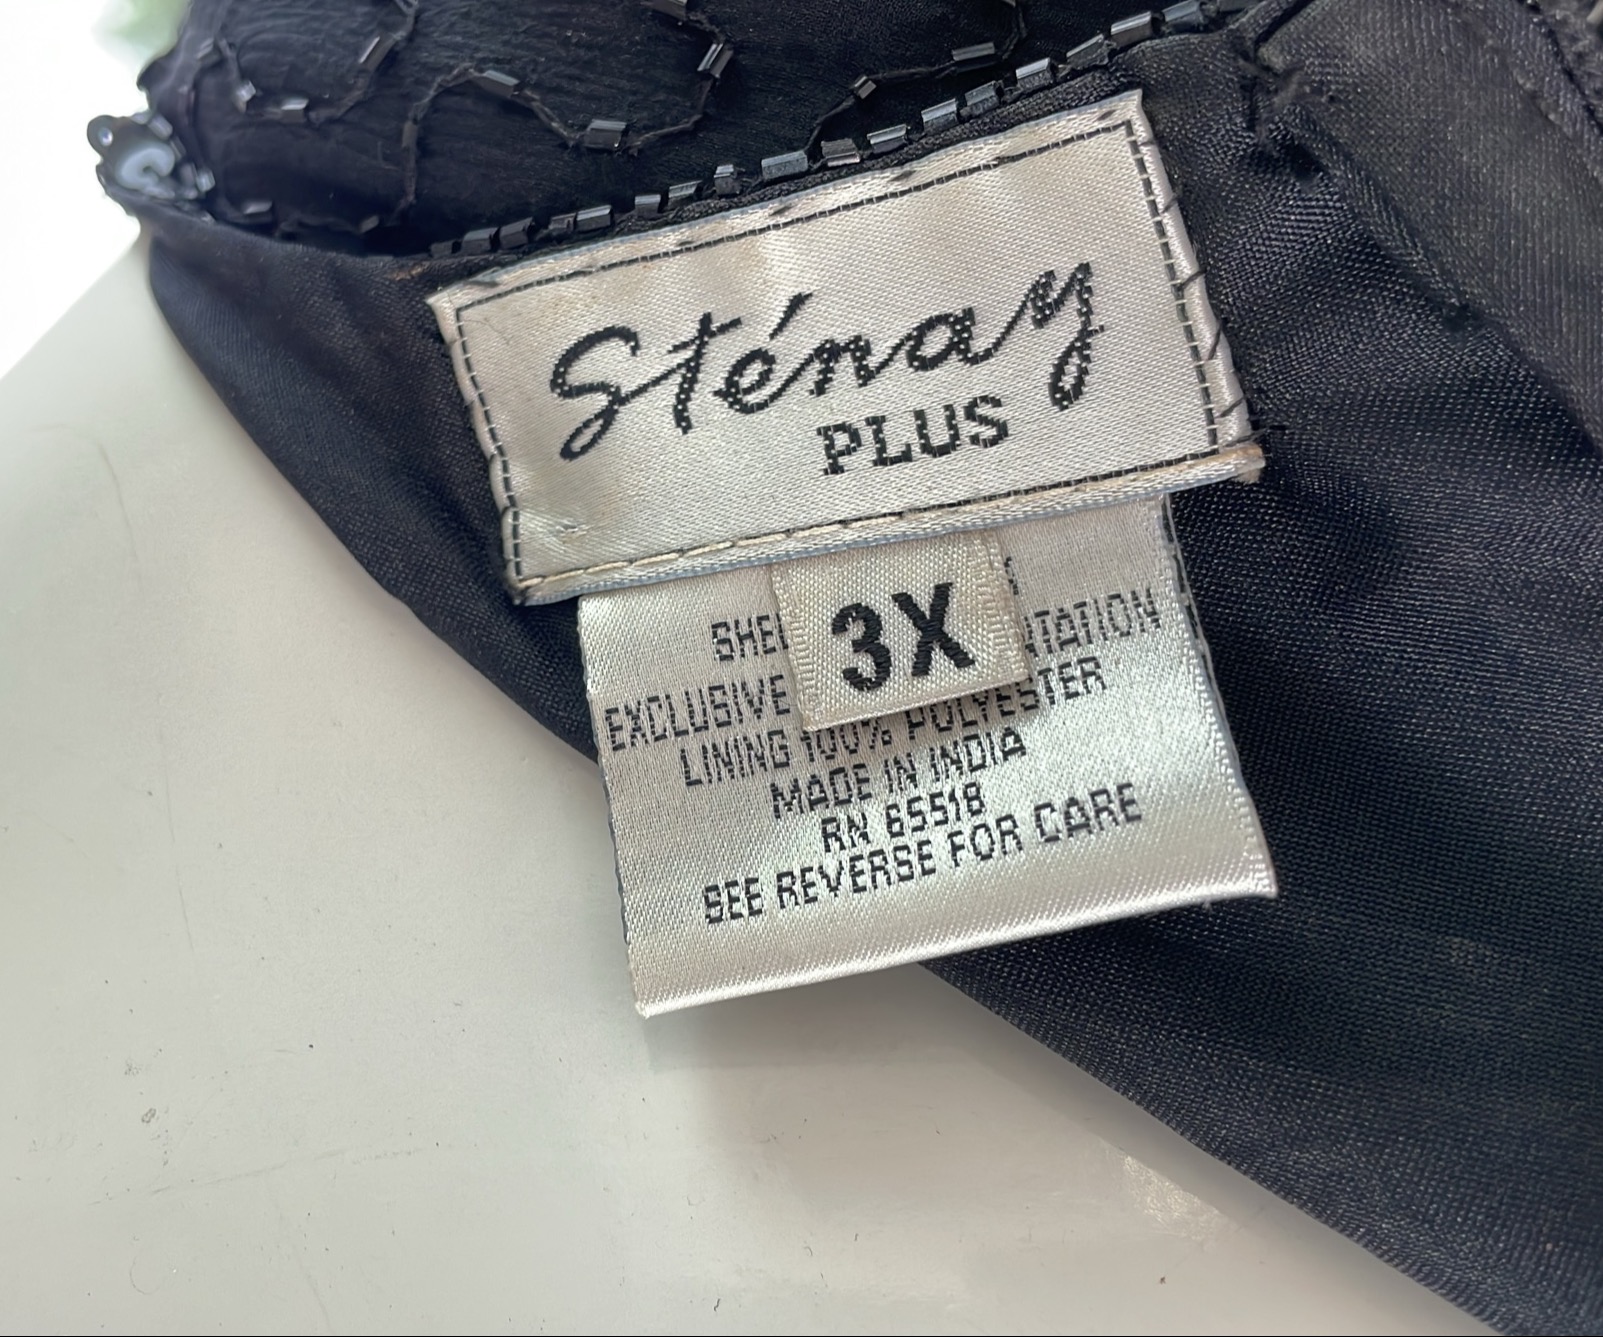 Sténay
PLUS
3X
EXCLUSIVE
LINING 100% POLYESTER
MADE IN INDIA
RN 65518
SEE REVERSE FOR CARE